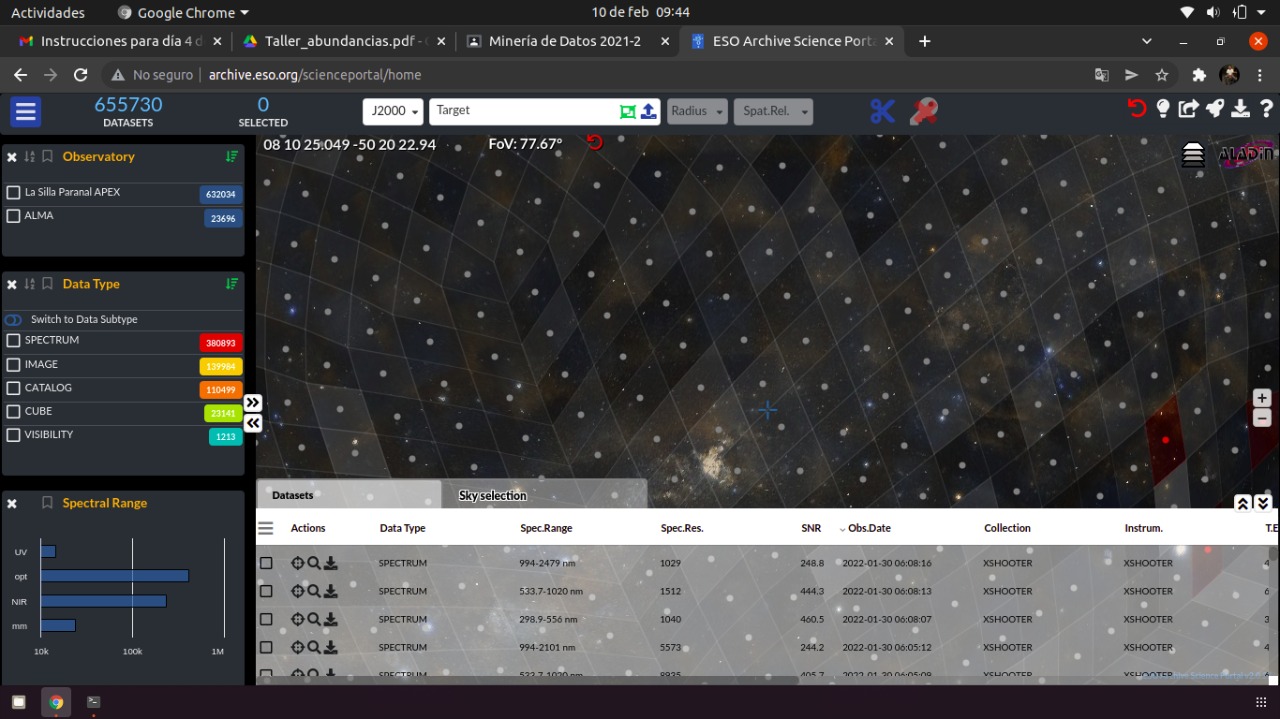 Actividades Google Chrome 10 de feb 09:44
Instrucciones para día 4 d Taller_abundancias.pdf - Minería de Datos 2021-2 ESO Archive Science Porta
No seguro archive.eso.org/scienceportal/home
655730 DATASETS
0 SELECTED
J2000 Target Radius Spat.Rel.
08 10 25.049 -50 20 22.94 FoV: 77.67°
ALADIN
Observatory
La Silla Paranal APEX 632034
ALMA 23696
Data Type
Switch to Data Subtype
SPECTRUM 380893
IMAGE 139984
CATALOG 110499
CUBE 23141
VISIBILITY 1213
Spectral Range
UV
opt
NIR
mm
10k 100k 1M
Datasets Sky selection
Actions Data Type Spec.Range Spec.Res. SNR Obs.Date Collection Instrum. T.E
SPECTRUM 994-2479 nm 1029 248.8 2022-01-30 06:08:16 XSHOOTER XSHOOTER 4
SPECTRUM 533.7-1020 nm 1512 444.3 2022-01-30 06:08:13 XSHOOTER XSHOOTER 6
SPECTRUM 298.9-556 nm 1040 460.5 2022-01-30 06:08:07 XSHOOTER XSHOOTER 3
SPECTRUM 994-2101 nm 5573 244.2 2022-01-30 06:05:12 XSHOOTER XSHOOTER 4
SPECTRUM 533.7-1020 nm 8935 405.7 2022-01-30 06:05:09 XSHOOTER XSHOOTER